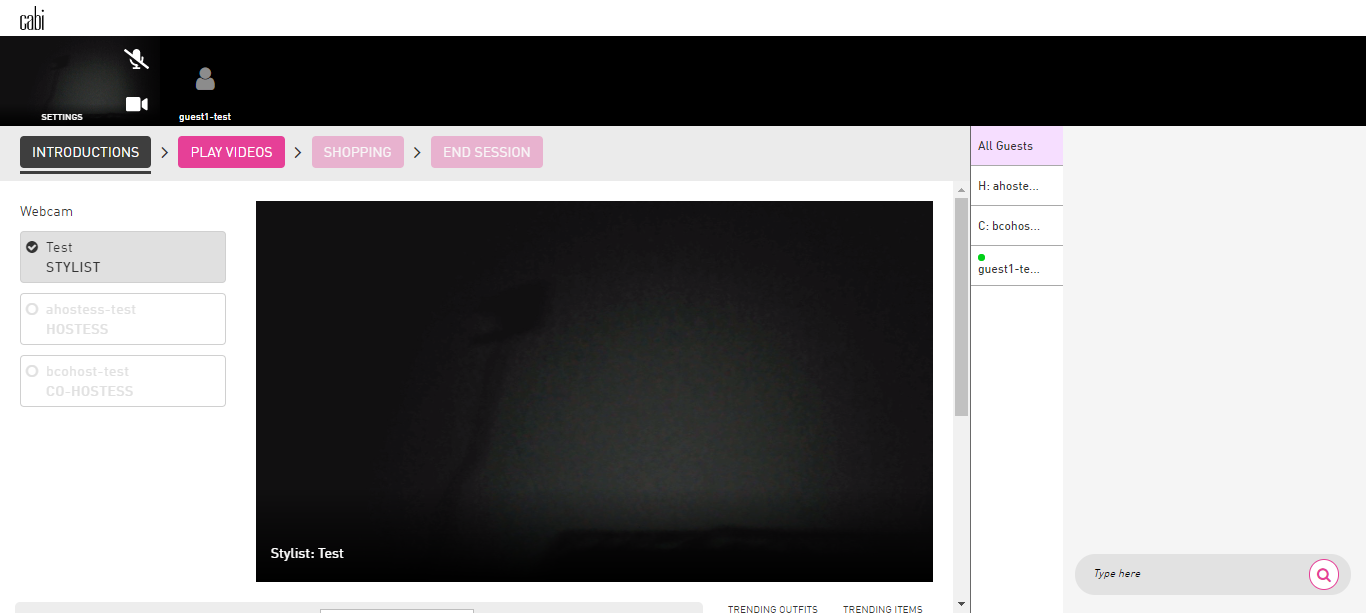 cabi
SETTINGS
guest1-test
INTRODUCTIONS
PLAY VIDEOS
SHOPPING
END SESSION
All Guests
H: ahoste...
C: bcohos...
guest1-te...
Webcam
Test
STYLIST
ahostess-test
HOSTESS
bcohost-test
CO-HOSTESS
Stylist: Test
Type here
TRENDING OUTFITS
TRENDING ITEMS